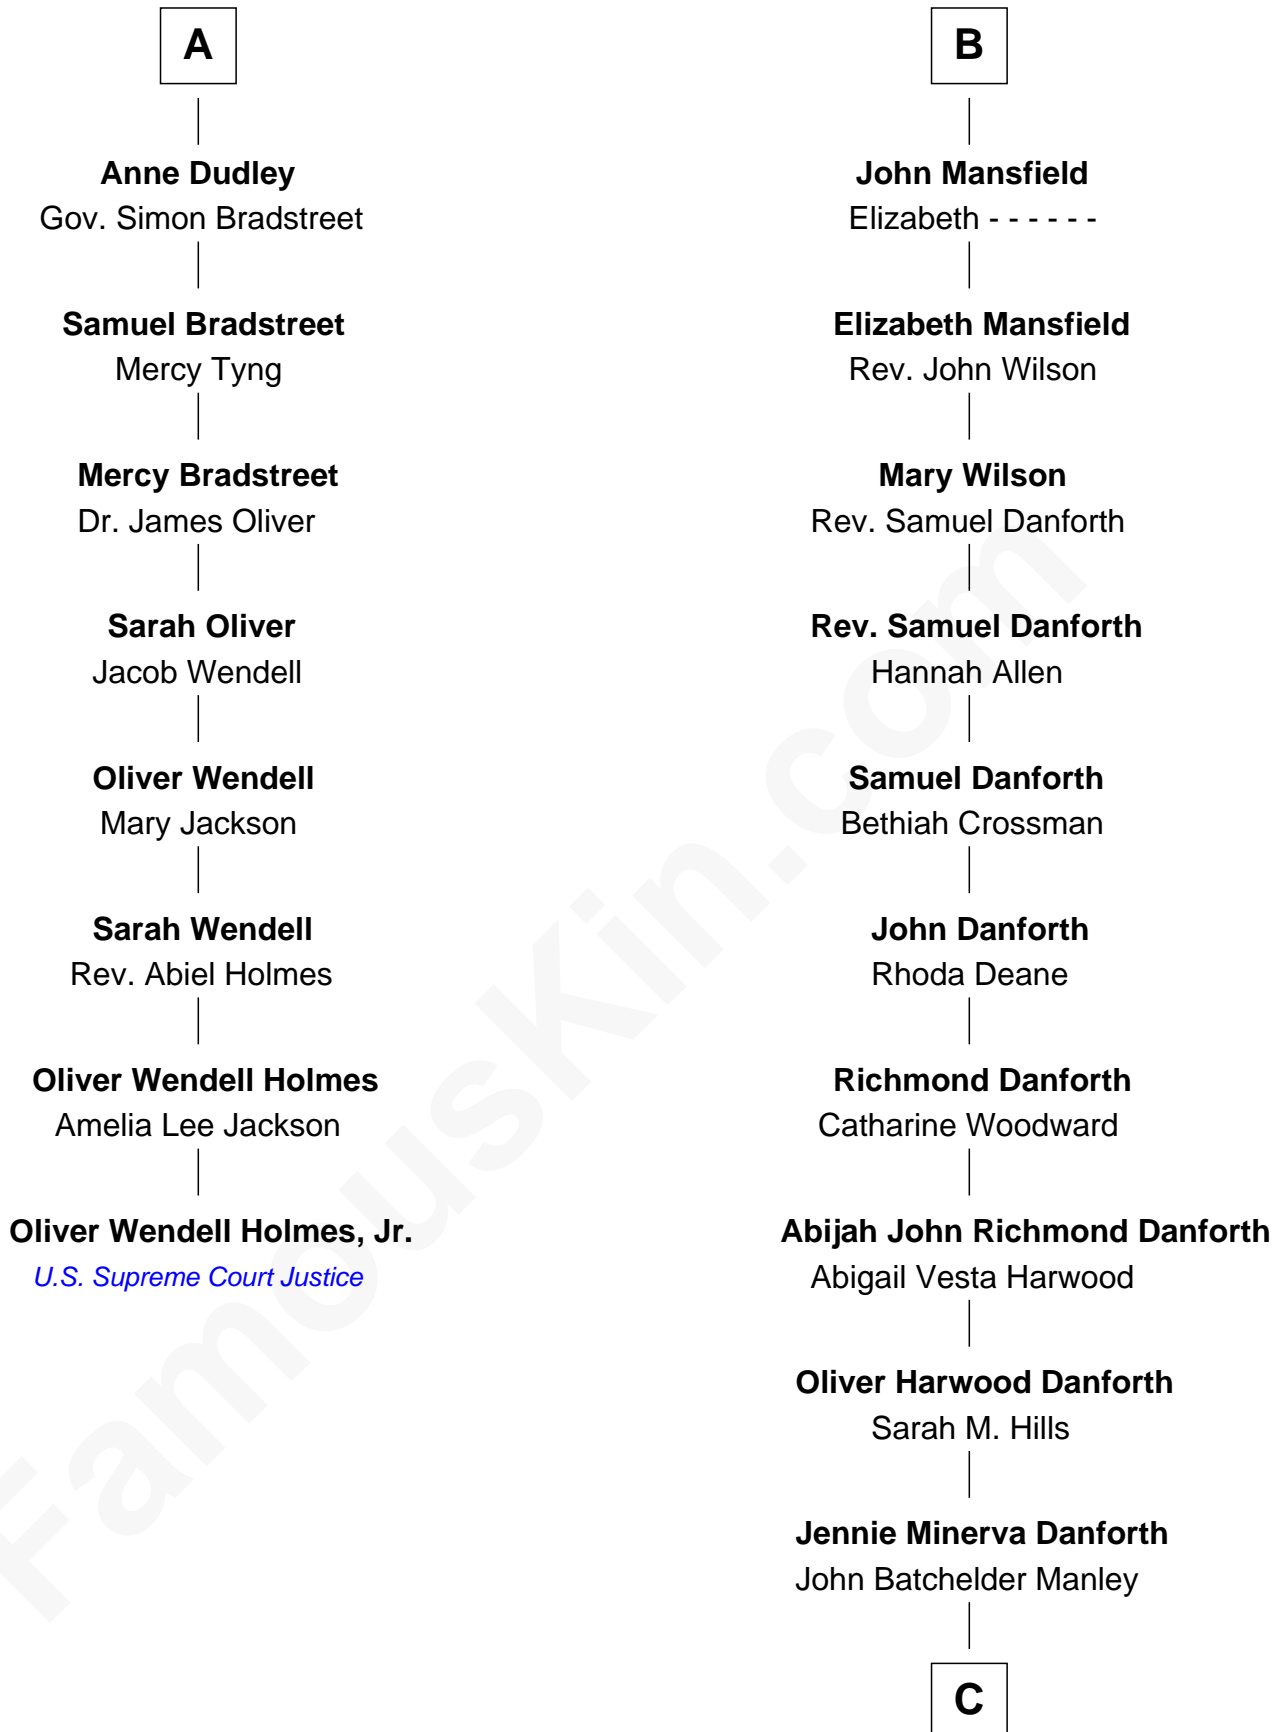 A
Anne Dudley
Gov. Simon Bradstreet
Samuel Bradstreet
Mercy Tyng
Mercy Bradstreet
Dr. James Oliver
Sarah Oliver
Jacob Wendell
Oliver Wendell
Mary Jackson
Sarah Wendell
Rev. Abiel Holmes
Oliver Wendell Holmes
Amelia Lee Jackson
Oliver Wendell Holmes, Jr.
U.S. Supreme Court Justice
B
John Mansfield
Elizabeth - - - - - -
Elizabeth Mansfield
Rev. John Wilson
Mary Wilson
Rev. Samuel Danforth
Rev. Samuel Danforth
Hannah Allen
Samuel Danforth
Bethiah Crossman
John Danforth
Rhoda Deane
Richmond Danforth
Catharine Woodward
Abijah John Richmond Danforth
Abigail Vesta Harwood
Oliver Harwood Danforth
Sarah M. Hills
Jennie Minerva Danforth
John Batchelder Manley
C
FamousKin.com